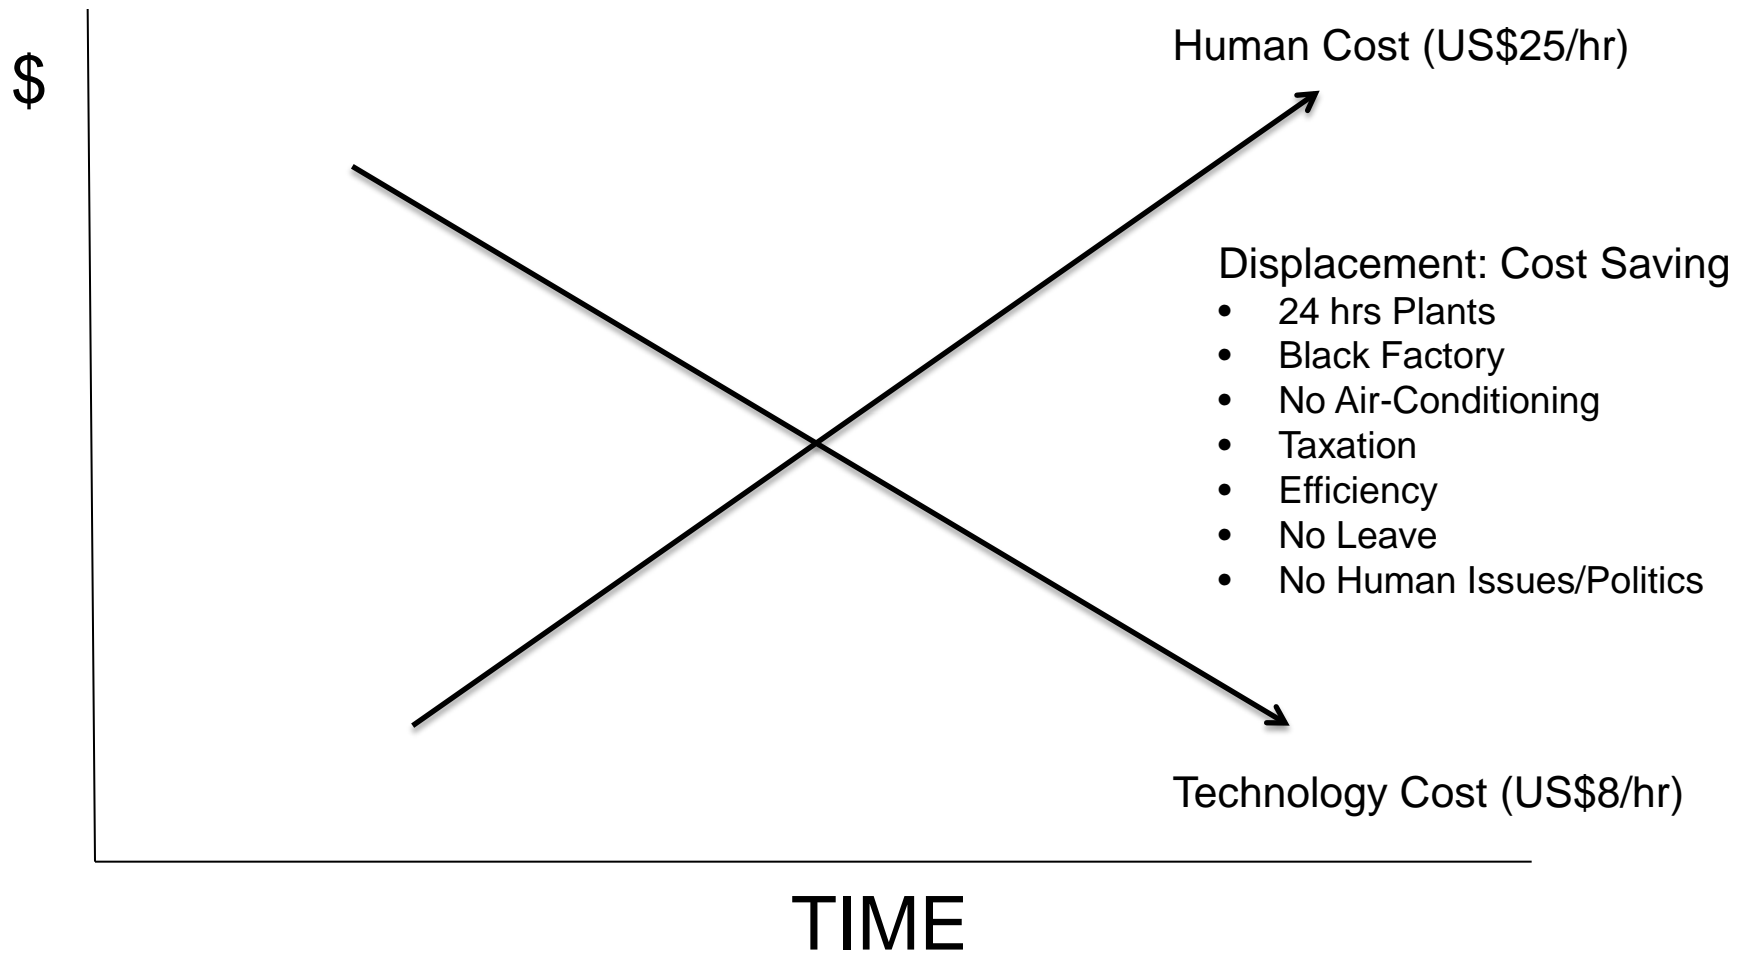 $
Human Cost (US$25/hr)
Displacement: Cost Saving
• 24 hrs Plants
• Black Factory
• No Air-Conditioning
• Taxation
• Efficiency
• No Leave
• No Human Issues/Politics
Technology Cost (US$8/hr)
TIME